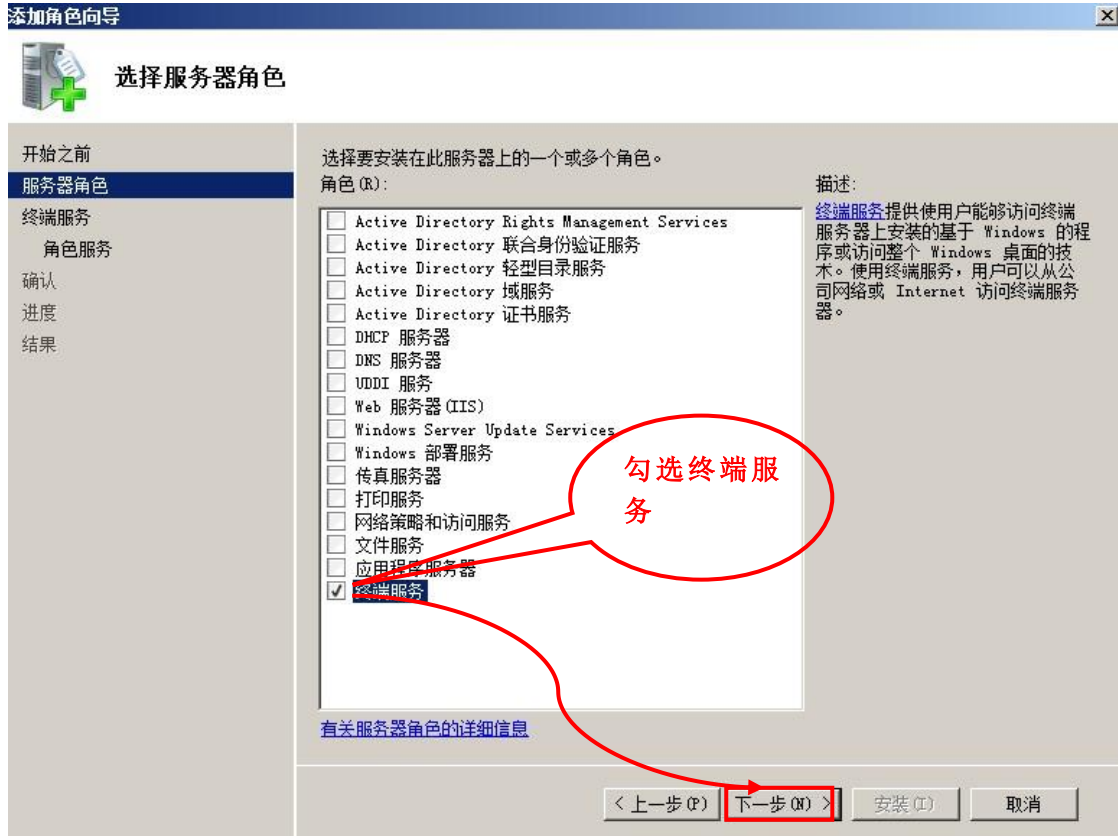 添加角色向导
选择服务器角色
开始之前
服务器角色
终端服务
角色服务
确认
进度
结果
选择要安装在此服务器上的一个或多个角色。
角色(R):
Active Directory Rights Management Services
Active Directory 联合身份验证服务
Active Directory 轻型目录服务
Active Directory 域服务
Active Directory 证书服务
DHCP 服务器
DNS 服务器
UDDI 服务
Web 服务器(IIS)
Windows Server Update Services
Windows 部署服务
传真服务器
打印服务
网络策略和访问服务
文件服务
应用程序服务器
终端服务
有关服务器角色的详细信息
描述:
终端服务提供使用户能够访问终端
服务器上安装的基于 Windows 的程
序或访问整个 Windows 桌面的技
术。使用终端服务，用户可以从公
司网络或 Internet 访问终端服务
器。
勾选终端服
务
< 上一步(P)
下一步(N) >
安装(I)
取消